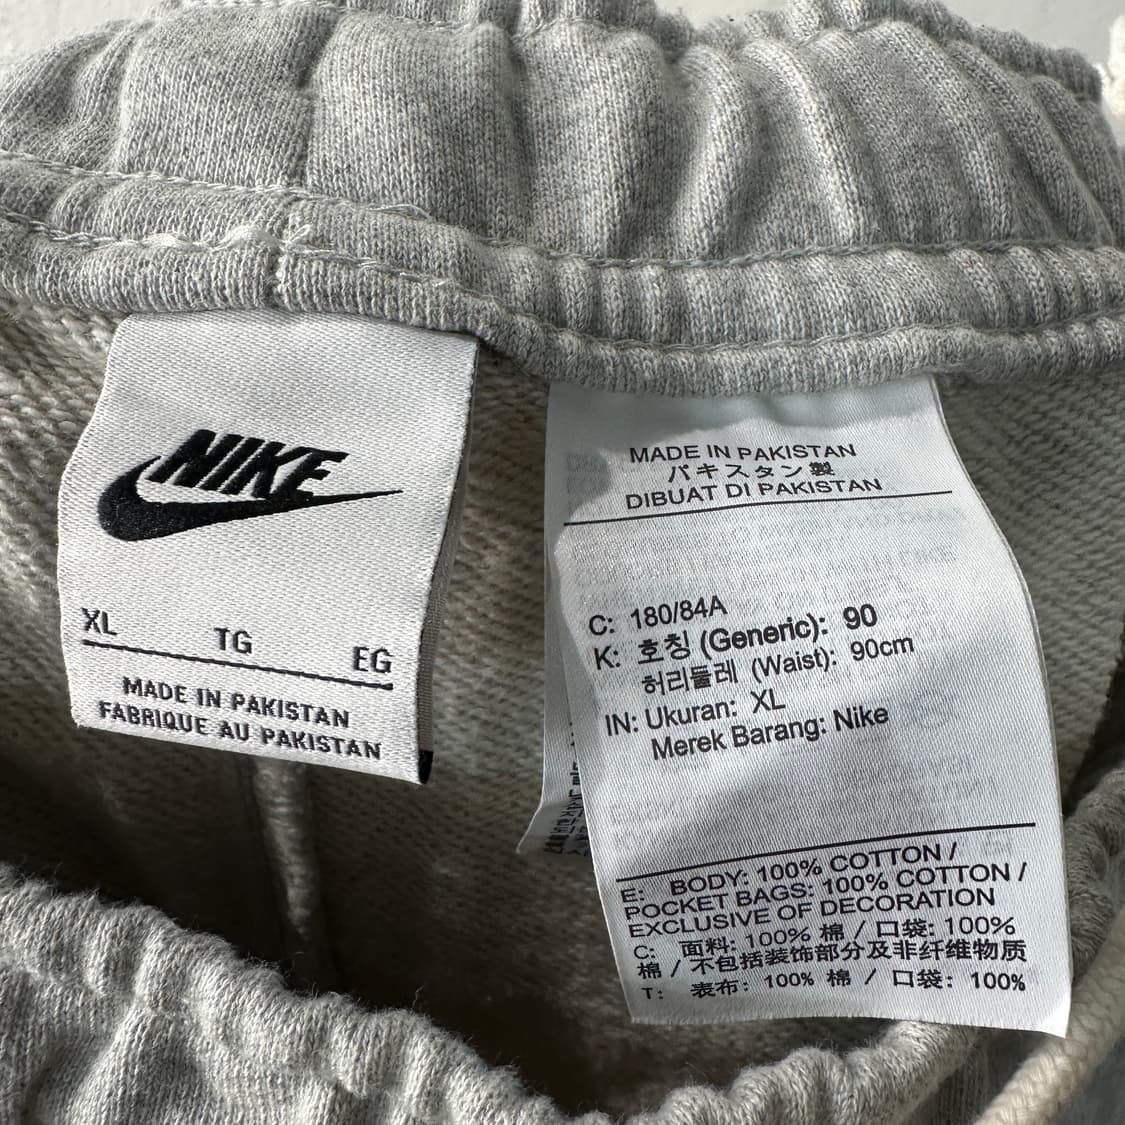 NIKE
XL TG EG
MADE IN PAKISTAN
FABRIQUE AU PAKISTAN
MADE IN PAKISTAN
パキスタン製
DIBUAT DI PAKISTAN
C: 180/84A
K: 호칭 (Generic): 90
허리둘레 (Waist): 90cm
IN: Ukuran: XL
Merek Barang: Nike
E: BODY: 100% COTTON /
POCKET BAGS: 100% COTTON /
EXCLUSIVE OF DECORATION
C: 面料: 100% 棉 / 口袋: 100%
棉 / 不包括装饰部分及非纤维物质
T: 表布: 100% 棉 / 口袋: 100%